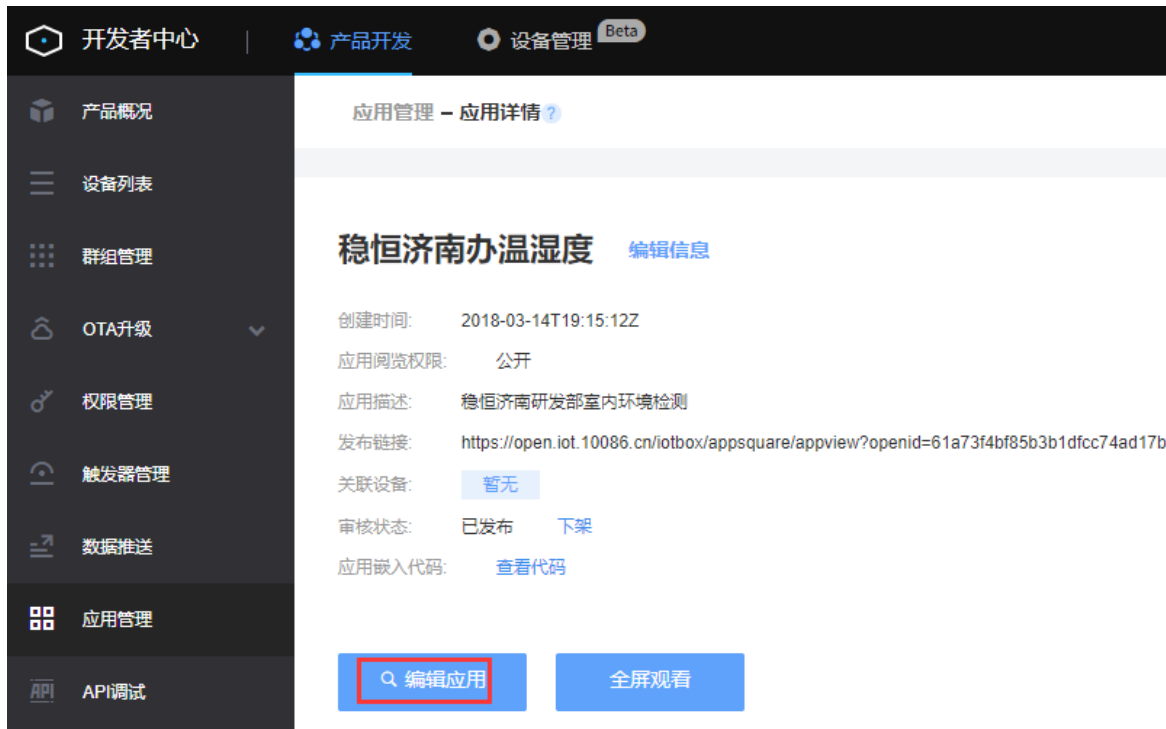 开发者中心 | 产品开发 设备管理 Beta
产品概况
设备列表
群组管理
OTA升级
权限管理
触发器管理
数据推送
应用管理
API API调试
应用管理 – 应用详情 ?
稳恒济南办温湿度 编辑信息
创建时间: 2018-03-14T19:15:12Z
应用阅览权限: 公开
应用描述: 稳恒济南研发部室内环境检测
发布链接: https://open.iot.10086.cn/iotbox/appsquare/appview?openid=61a73f4bf85b3b1dfcc74ad17b
关联设备: 暂无
审核状态: 已发布 下架
应用嵌入代码: 查看代码
编辑应用 全屏观看